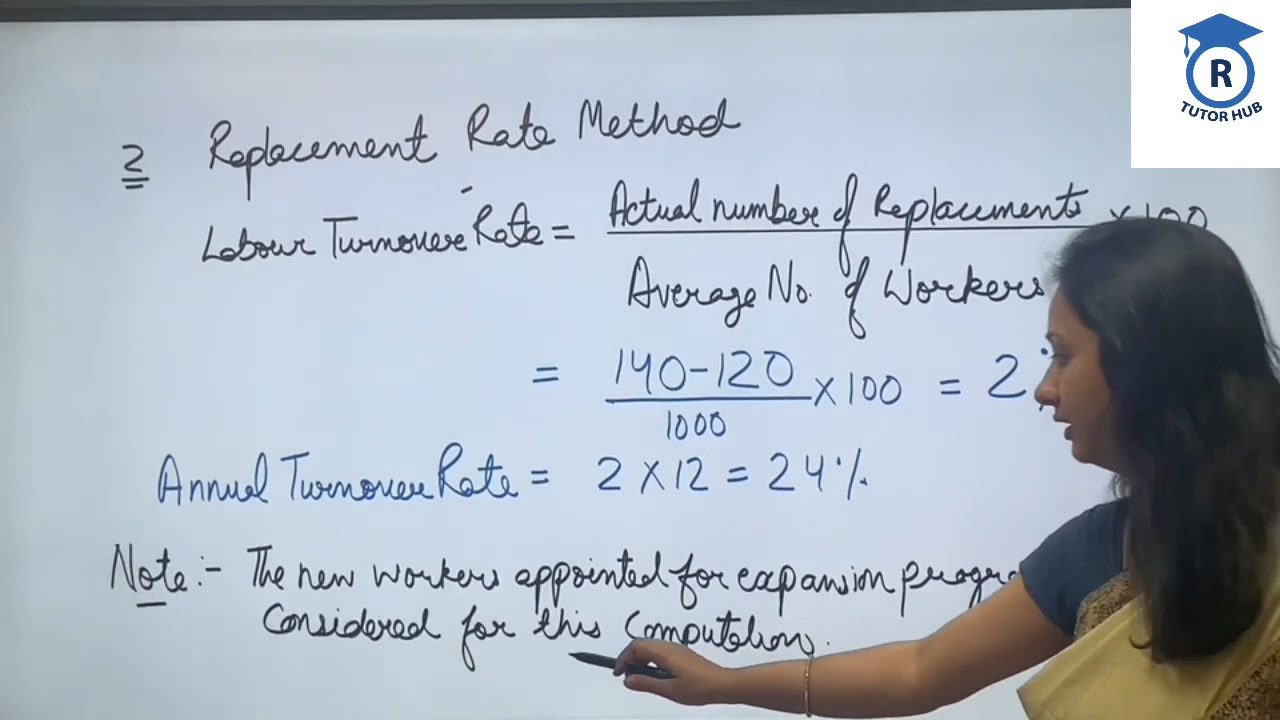 R
TUTOR HUB
2 Replacement Rate Method
Labour Turnover Rate = Actual number of Replacements × 100
Average No. of Workers
= 140-120 × 100 = 2
1000
Annual Turnover Rate = 2 × 12 = 24%
Note:- The new workers appointed for expansion
Considered for this Computation.